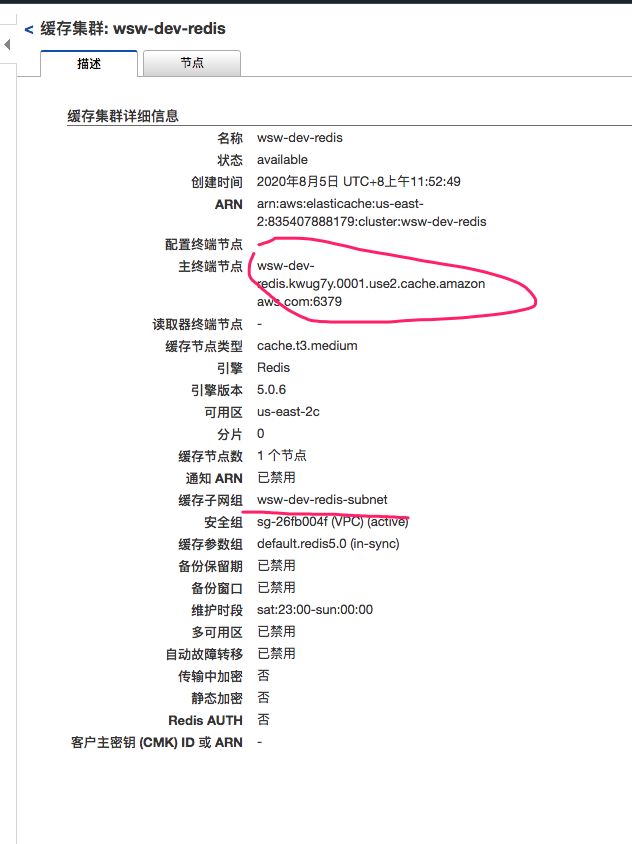 < 缓存集群: wsw-dev-redis
描述 节点
缓存集群详细信息
名称 wsw-dev-redis
状态 available
创建时间 2020年8月5日 UTC+8上午11:52:49
ARN arn:aws:elasticache:us-east-
2:835407888179:cluster:wsw-dev-redis
配置终端节点 -
主终端节点 wsw-dev-
redis.kwug7y.0001.use2.cache.amazon
aws.com:6379
读取器终端节点 -
缓存节点类型 cache.t3.medium
引擎 Redis
引擎版本 5.0.6
可用区 us-east-2c
分片 0
缓存节点数 1 个节点
通知 ARN 已禁用
缓存子网组 wsw-dev-redis-subnet
安全组 sg-26fb004f (VPC) (active)
缓存参数组 default.redis5.0 (in-sync)
备份保留期 已禁用
备份窗口 已禁用
维护时段 sat:23:00-sun:00:00
多可用区 已禁用
自动故障转移 已禁用
传输中加密 否
静态加密 否
Redis AUTH 否
客户主密钥 (CMK) ID 或 ARN -